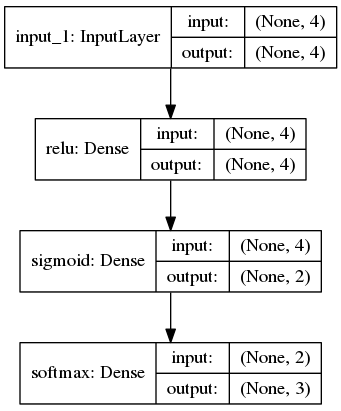 input_1: InputLayer input: (None, 4)
output: (None, 4)
relu: Dense input: (None, 4)
output: (None, 4)
sigmoid: Dense input: (None, 4)
output: (None, 2)
softmax: Dense input: (None, 2)
output: (None, 3)